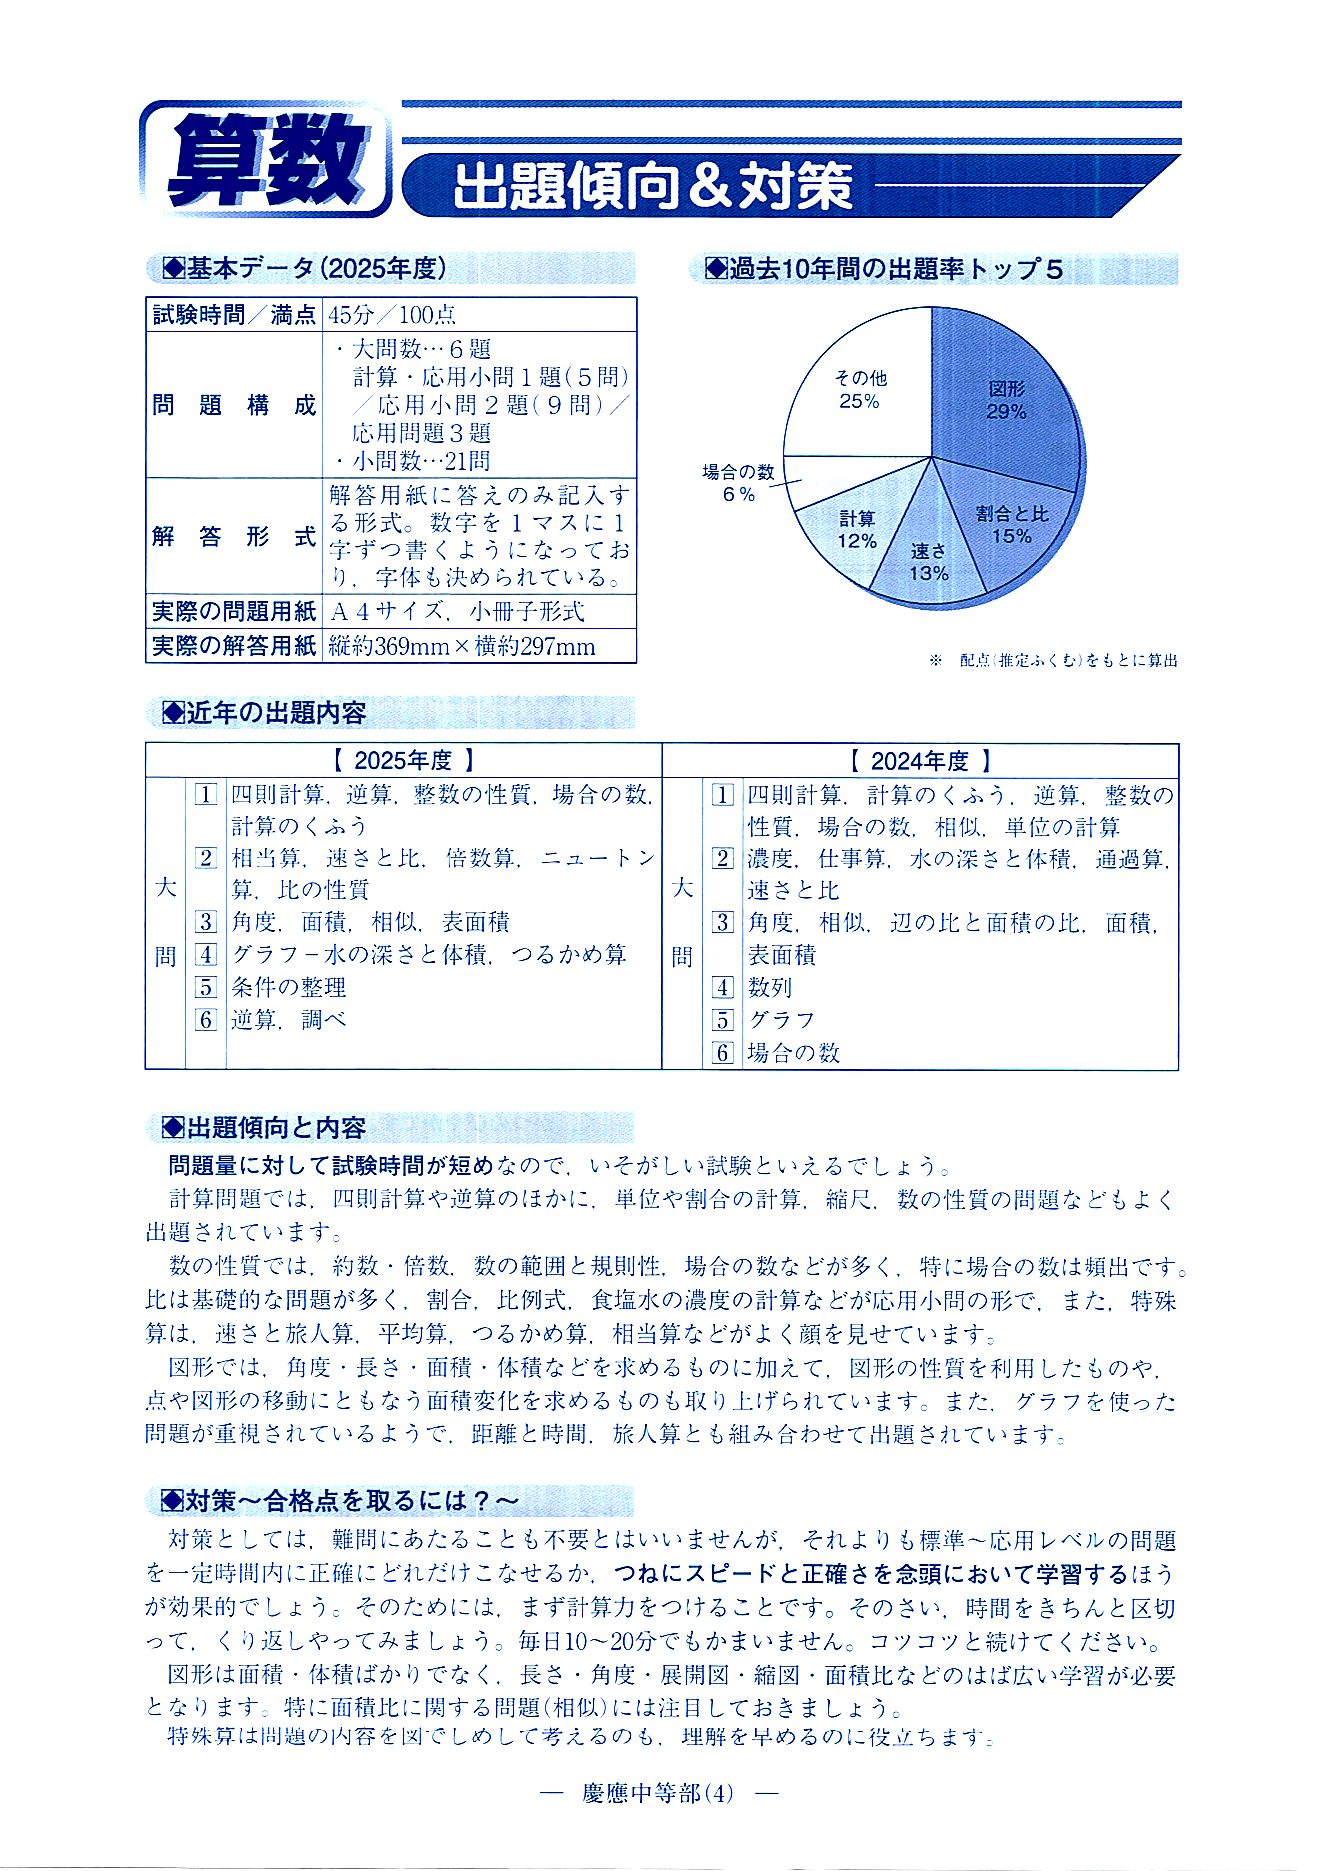 算数
出題傾向＆対策
◆基本データ(2025年度)
試験時間／満点 45分／100点
問題構成
・大問数…6題
計算・応用小問1題(5問)
／応用小問2題(9問)／
応用問題3題
・小問数…21問
解答形式
解答用紙に答えのみ記入す
る形式。数字を1マスに1
字ずつ書くようになってお
り，字体も決められている。
実際の問題用紙 A4サイズ，小冊子形式
実際の解答用紙 縦約369mm×横約297mm
◆過去10年間の出題率トップ5
図形
29%
割合と比
15%
速さ
13%
計算
12%
場合の数
6%
その他
25%
※ 配点(推定ふくむ)をもとに算出
◆近年の出題内容
【 2025年度 】
大問
1 四則計算，逆算，整数の性質，場合の数，
計算のくふう
2 相当算，速さと比，倍数算，ニュートン
算，比の性質
3 角度，面積，相似，表面積
4 グラフ－水の深さと体積，つるかめ算
5 条件の整理
6 逆算，調べ
【 2024年度 】
大問
1 四則計算，計算のくふう，逆算，整数の
性質，場合の数，相似，単位の計算
2 濃度，仕事算，水の深さと体積，通過算，
速さと比
3 角度，相似，辺の比と面積の比，面積，
表面積
4 数列
5 グラフ
6 場合の数
◆出題傾向と内容
問題量に対して試験時間が短めなので，いそがしい試験といえるでしょう。
計算問題では，四則計算や逆算のほかに，単位や割合の計算，縮尺，数の性質の問題などもよく
出題されています。
数の性質では，約数・倍数，数の範囲と規則性，場合の数などが多く，特に場合の数は頻出です。
比は基礎的な問題が多く，割合，比例式，食塩水の濃度の計算などが応用小問の形で，また，特殊
算は，速さと旅人算，平均算，つるかめ算，相当算などがよく顔を見せています。
図形では，角度・長さ・面積・体積などを求めるものに加えて，図形の性質を利用したものや，
点や図形の移動にともなう面積変化を求めるものも取り上げられています。また，グラフを使った
問題が重視されているようで，距離と時間，旅人算とも組み合わせて出題されています。
◆対策～合格点を取るには？～
対策としては，難問にあたることも不要とはいいませんが，それよりも標準～応用レベルの問題
を一定時間内に正確にどれだけこなせるか，つねにスピードと正確さを念頭において学習するほう
が効果的でしょう。そのためには，まず計算力をつけることです。そのさい，時間をきちんと区切
って，くり返しやってみましょう。毎日10～20分でもかまいません。コツコツと続けてください。
図形は面積・体積ばかりでなく，長さ・角度・展開図・縮図・面積比などのはば広い学習が必要
となります。特に面積比に関する問題(相似)には注目しておきましょう。
特殊算は問題の内容を図でしめして考えるのも，理解を早めるのに役立ちます。
― 慶應中等部(4) ―